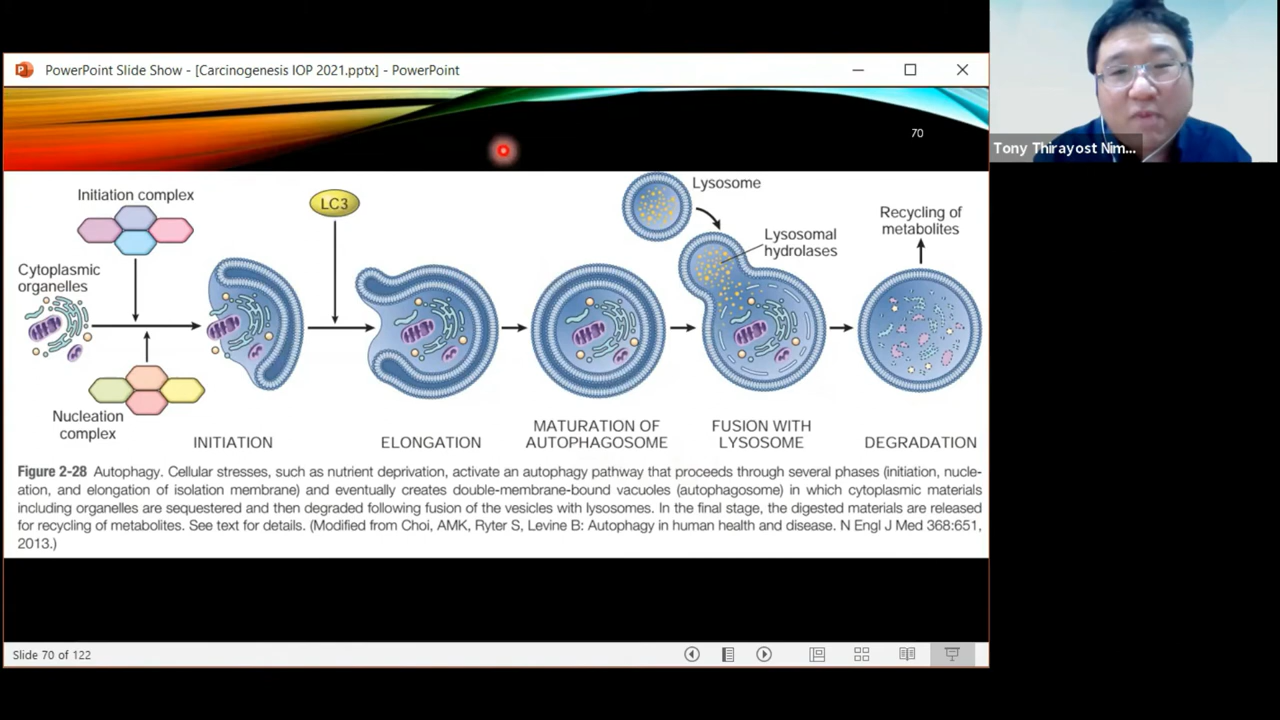 PowerPoint Slide Show - [Carcinogenesis IOP 2021.pptx] - PowerPoint
70
Tony Thirayost Nim...
Initiation complex
LC3
Lysosome
Recycling of
metabolites
Lysosomal
hydrolases
Cytoplasmic
organelles
Nucleation
complex
INITIATION
ELONGATION
MATURATION OF
AUTOPHAGOSOME
FUSION WITH
LYSOSOME
DEGRADATION
Figure 2-28 Autophagy. Cellular stresses, such as nutrient deprivation, activate an autophagy pathway that proceeds through several phases (initiation, nucle-
ation, and elongation of isolation membrane) and eventually creates double-membrane-bound vacuoles (autophagosome) in which cytoplasmic materials
including organelles are sequestered and then degraded following fusion of the vesicles with lysosomes. In the final stage, the digested materials are released
for recycling of metabolites. See text for details. (Modified from Choi, AMK, Ryter S, Levine B: Autophagy in human health and disease. N Engl J Med 368:651,
2013.)
Slide 70 of 122